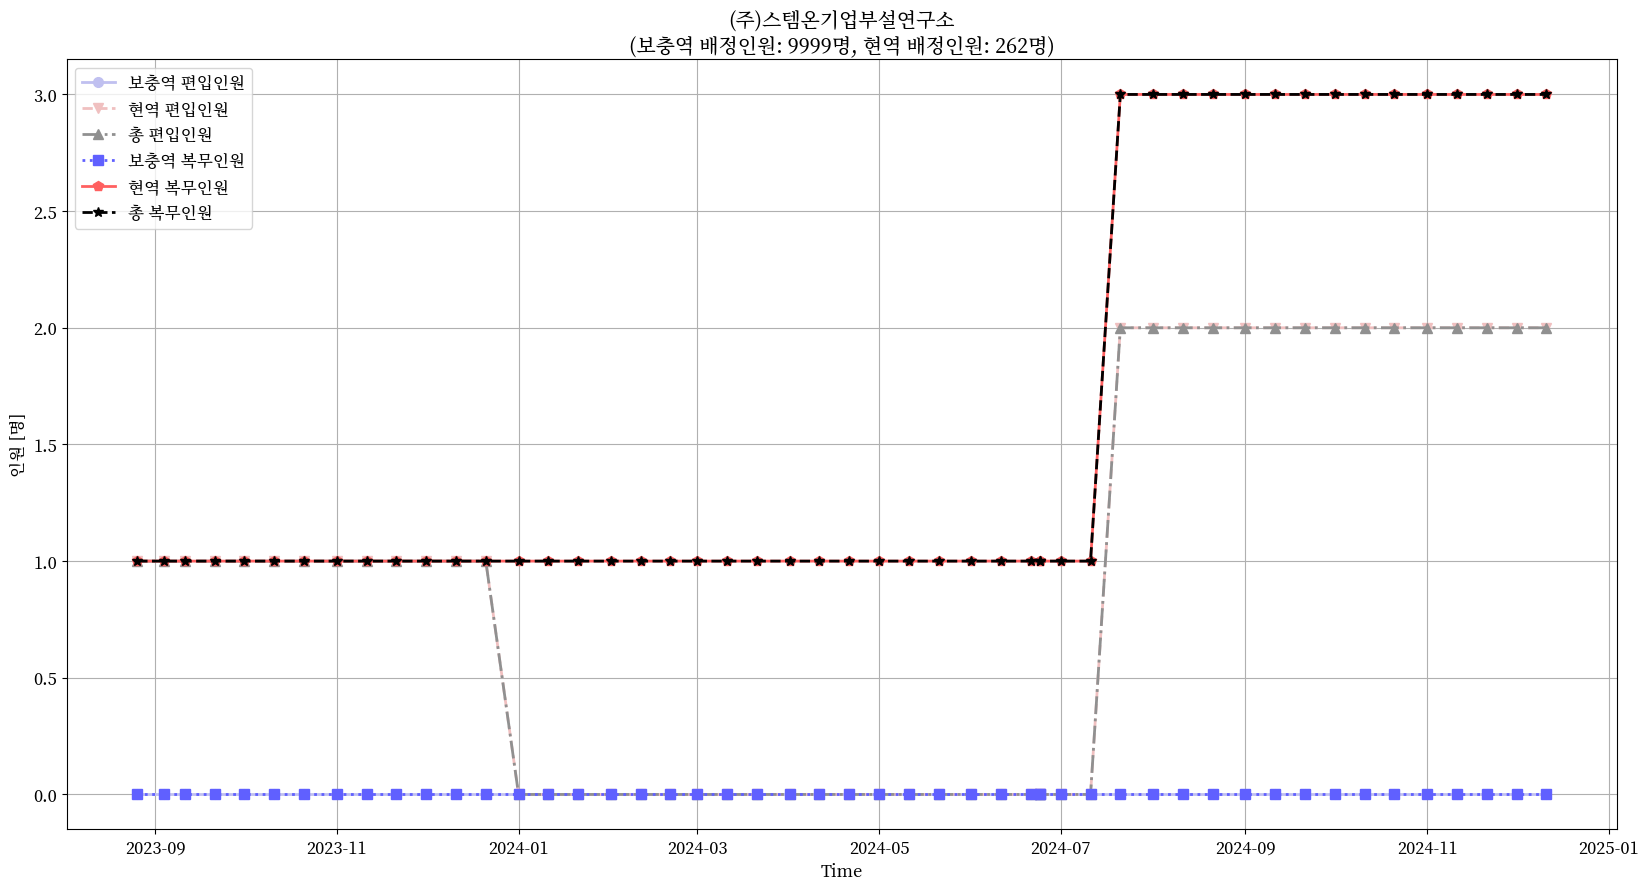 (주)스템온기업부설연구소
(보충역 배정인원: 9999명, 현역 배정인원: 262명)
보충역 편입인원
현역 편입인원
총 편입인원
보충역 복무인원
현역 복무인원
총 복무인원
3.0
2.5
2.0
1.5
1.0
0.5
0.0
인원 [명]
2023-09 2023-11 2024-01 2024-03 2024-05 2024-07 2024-09 2024-11 2025-01
Time